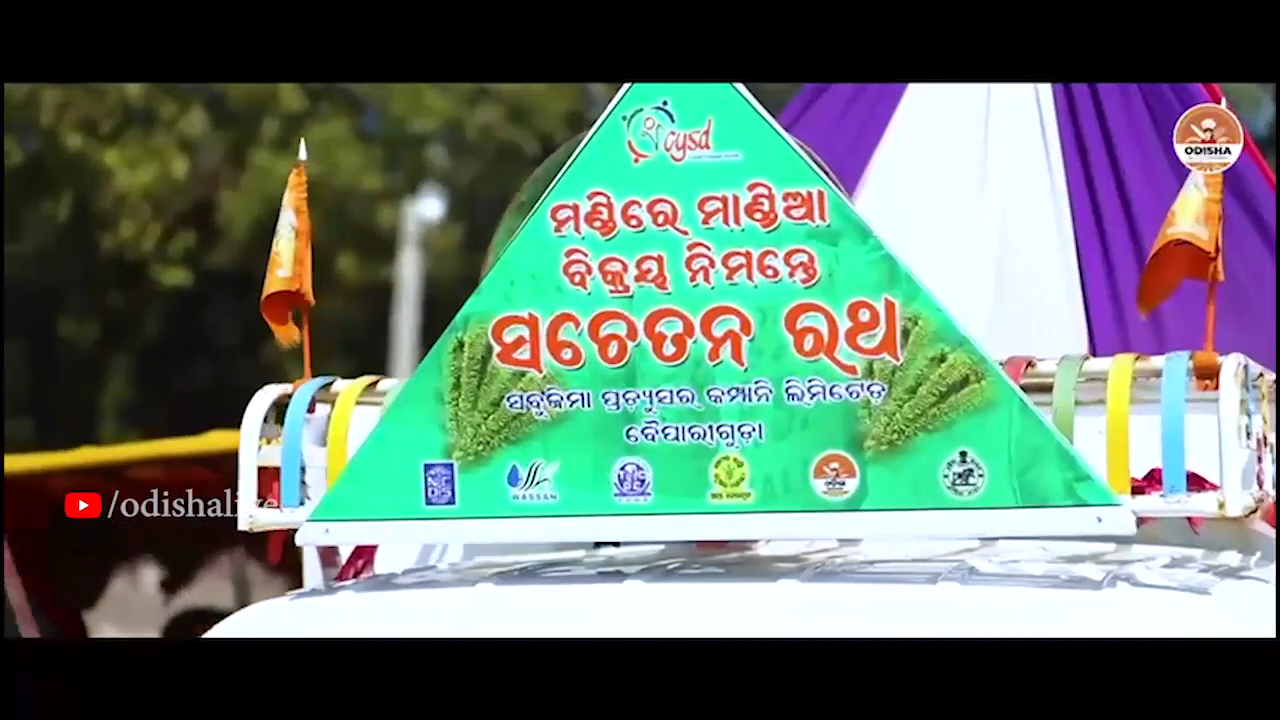 cysd
ODISHA
ମଣ୍ଡିରେ ମାଣ୍ଡିଆ
ବିକ୍ରୟ ନିମନ୍ତେ
ସଚେତନ ରଥ
ସବୁଜିମା ପ୍ରଡ୍ୟୁସର କମ୍ପାନି ଲିମିଟେଡ଼
ବୈପାରୀଗୁଡ଼ା
WASSAN
/odishalive